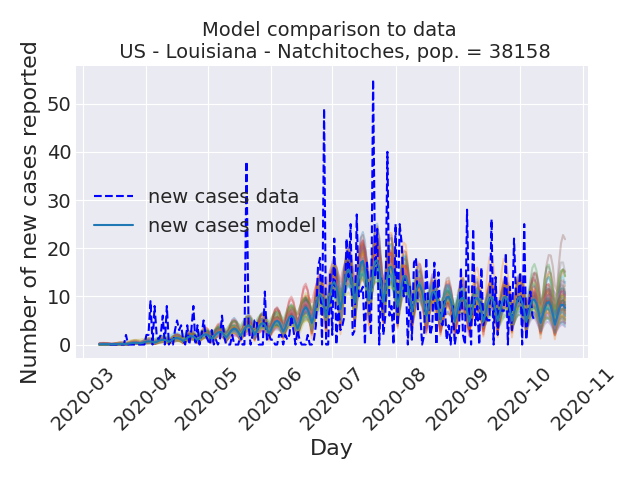 Model comparison to data
US - Louisiana - Natchitoches, pop. = 38158
Number of new cases reported
50
40
30
20
10
0
new cases data
new cases model
2020-03
2020-04
2020-05
2020-06
2020-07
2020-08
2020-09
2020-10
2020-11
Day